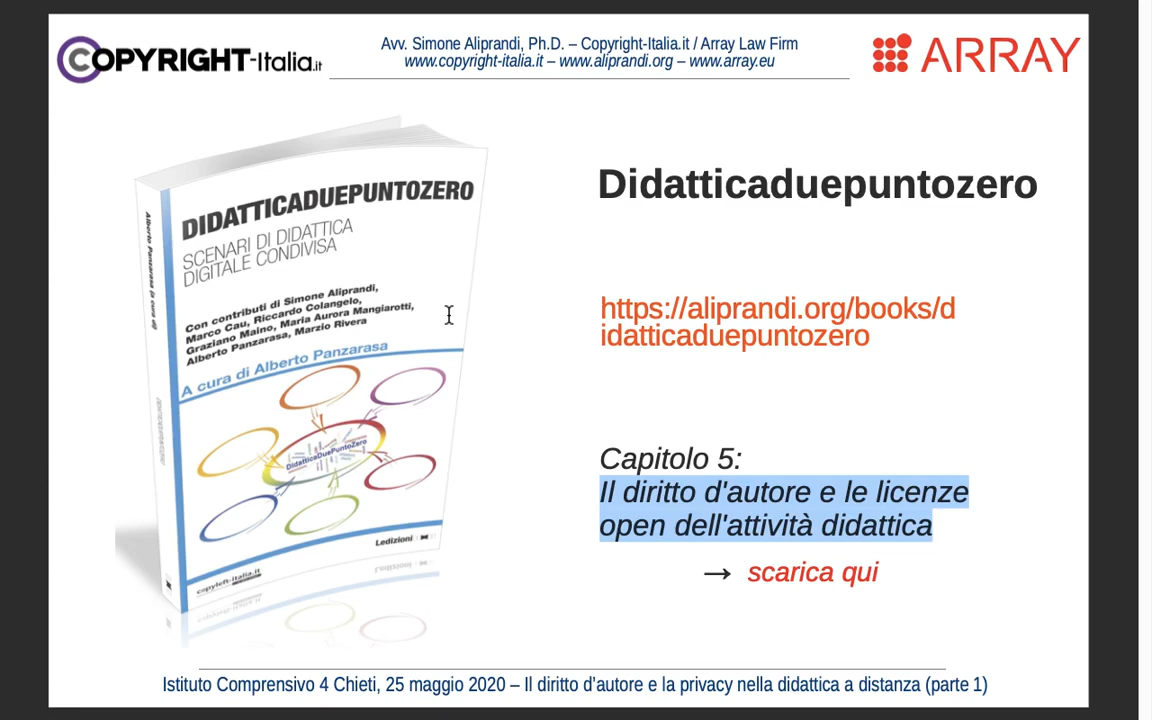 COPYRIGHT-Italia.it
Avv. Simone Aliprandi, Ph.D. – Copyright-Italia.it / Array Law Firm
www.copyright-italia.it – www.aliprandi.org – www.array.eu
ARRAY
Alberto Panzarasa (a cura di)
DIDATTICADUEPUNTOZERO
SCENARI DI DIDATTICA
DIGITALE CONDIVISA
Con contributi di Simone Aliprandi,
Marco Cau, Riccardo Colangelo,
Graziano Maino, Maria Aurora Mangiarotti,
Alberto Panzarasa, Marzio Rivera
A cura di Alberto Panzarasa
DidatticaDuePuntoZero
Ledizioni
copyleft-italia.it
Didatticaduepuntozero
https://aliprandi.org/books/d
idatticaduepuntozero
Capitolo 5:
Il diritto d'autore e le licenze
open dell'attività didattica
→ scarica qui
Istituto Comprensivo 4 Chieti, 25 maggio 2020 – Il diritto d’autore e la privacy nella didattica a distanza (parte 1)